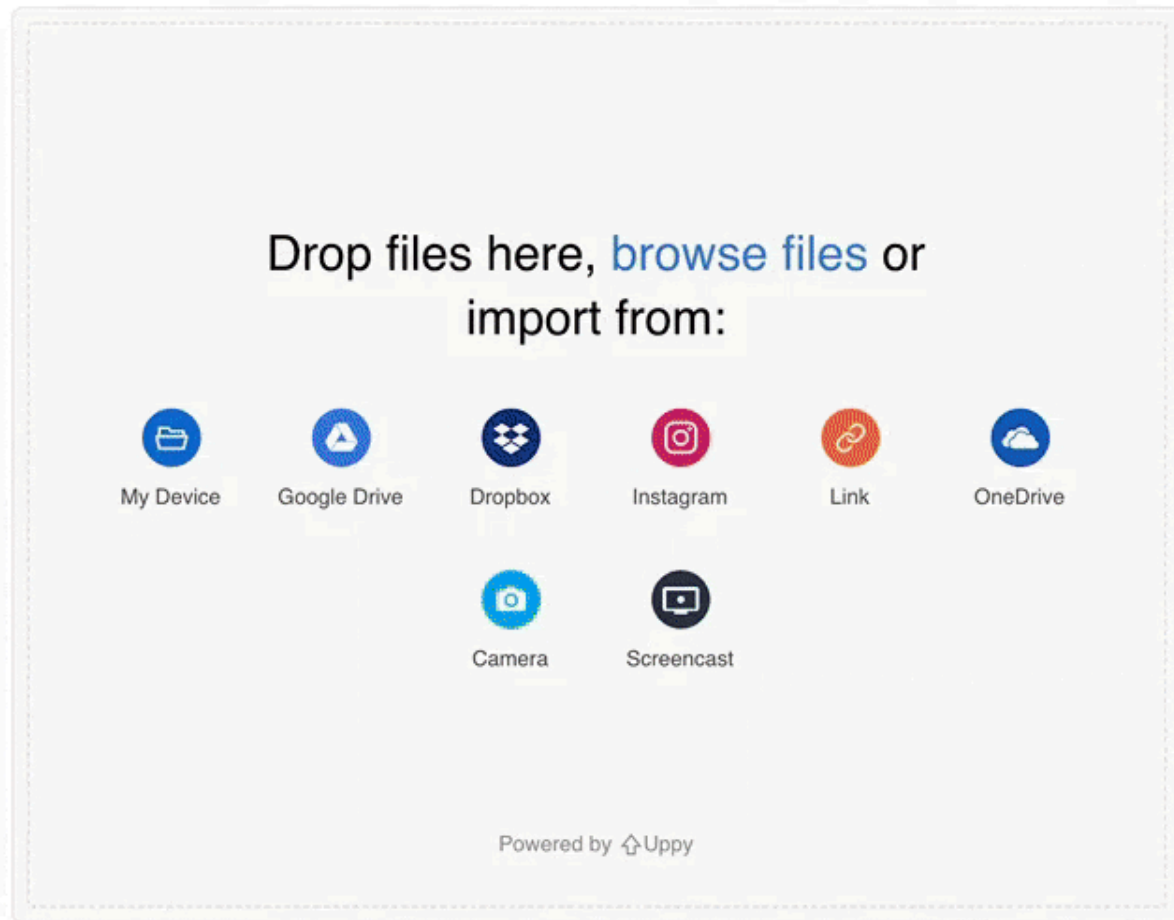 Drop files here, browse files or
import from:
My Device Google Drive Dropbox Instagram Link OneDrive
Camera Screencast
Powered by Uppy